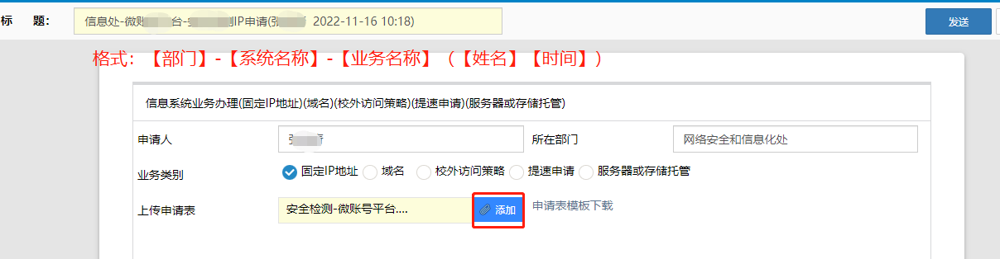 标 题： 信息处-微 台- IP申请(张 2022-11-16 10:18) 发送
格式：【部门】-【系统名称】-【业务名称】（【姓名】【时间】）
信息系统业务办理(固定IP地址)(域名)(校外访问策略)(提速申请)(服务器或存储托管)
申请人 所在部门 网络安全和信息化处
业务类别 固定IP地址 域名 校外访问策略 提速申请 服务器或存储托管
上传申请表 安全检测-微账号平台.... 添加 申请表模板下载